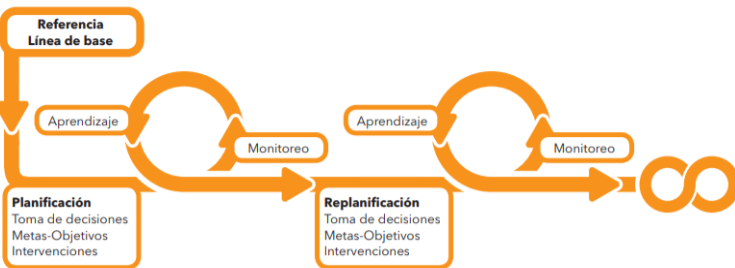 Referencia
Línea de base
Aprendizaje
Monitoreo
Planificación
Toma de decisiones
Metas-Objetivos
Intervenciones
Aprendizaje
Monitoreo
Replanificación
Toma de decisiones
Metas-Objetivos
Intervenciones